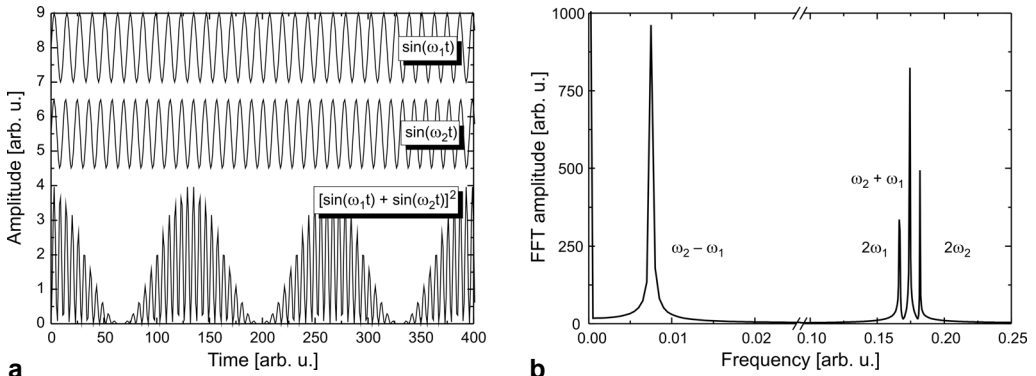 9
8
7
6
5
4
3
2
1
0
Amplitude [arb. u.]
sin(ω₁t)
sin(ω₂t)
[sin(ω₁t) + sin(ω₂t)]²
0 50 100 150 200 250 300 350 400
Time [arb. u.]
a
1000
750
500
250
0
FFT amplitude [arb. u.]
ω₂ – ω₁
ω₂ + ω₁
2ω₁
2ω₂
0.00 0.01 0.02 0.10 0.15 0.20 0.25
Frequency [arb. u.]
b